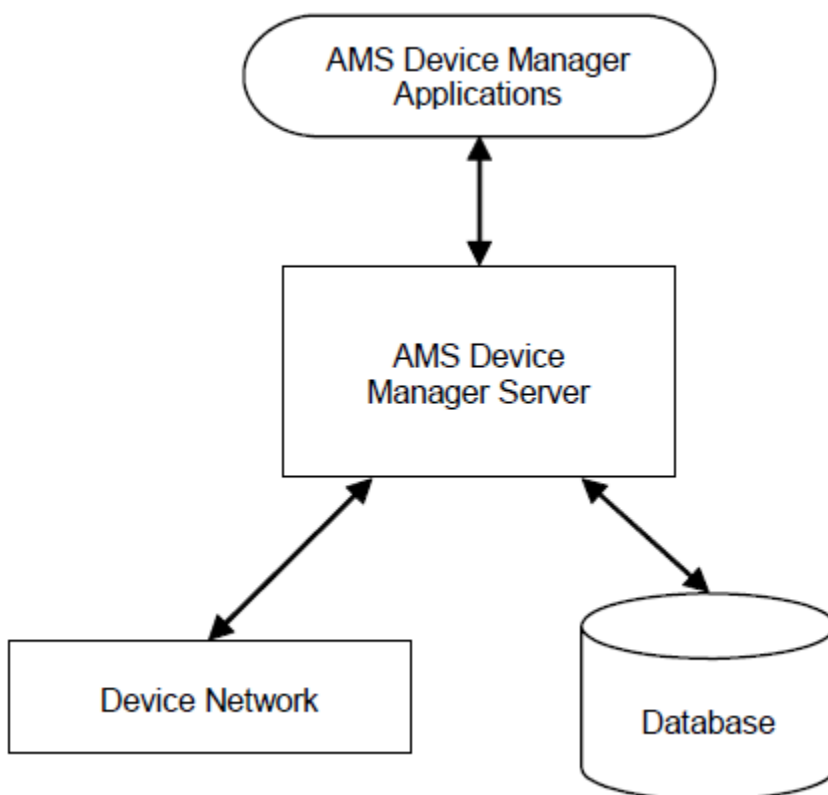 AMS Device Manager
Applications
AMS Device
Manager Server
Device Network
Database